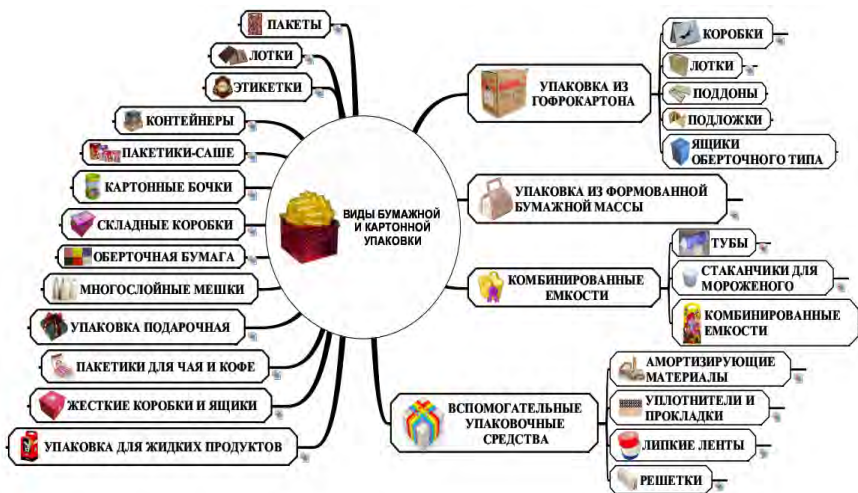 ПАКЕТЫ
ЛОТКИ
ЭТИКЕТКИ
КОНТЕЙНЕРЫ
ПАКЕТИКИ-САШЕ
КАРТОННЫЕ БОЧКИ
СКЛАДНЫЕ КОРОБКИ
ОБЕРТОЧНАЯ БУМАГА
МНОГОСЛОЙНЫЕ МЕШКИ
УПАКОВКА ПОДАРОЧНАЯ
ПАКЕТИКИ ДЛЯ ЧАЯ И КОФЕ
ЖЕСТКИЕ КОРОБКИ И ЯЩИКИ
УПАКОВКА ДЛЯ ЖИДКИХ ПРОДУКТОВ
ВИДЫ БУМАЖНОЙ
И КАРТОННОЙ
УПАКОВКИ
УПАКОВКА ИЗ
ГОФРОКАРТОНА
КОРОБКИ
ЛОТКИ
ПОДДОНЫ
ПОДЛОЖКИ
ЯЩИКИ
ОБЕРТОЧНОГО ТИПА
УПАКОВКА ИЗ ФОРМОВАННОЙ
БУМАЖНОЙ МАССЫ
КОМБИНИРОВАННЫЕ
ЕМКОСТИ
ТУБЫ
СТАКАНЧИКИ ДЛЯ
МОРОЖЕНОГО
КОМБИНИРОВАННЫЕ
ЕМКОСТИ
ВСПОМОГАТЕЛЬНЫЕ
УПАКОВОЧНЫЕ
СРЕДСТВА
АМОРТИЗИРУЮЩИЕ
МАТЕРИАЛЫ
УПЛОТНИТЕЛИ И
ПРОКЛАДКИ
ЛИПКИЕ ЛЕНТЫ
РЕШЕТКИ